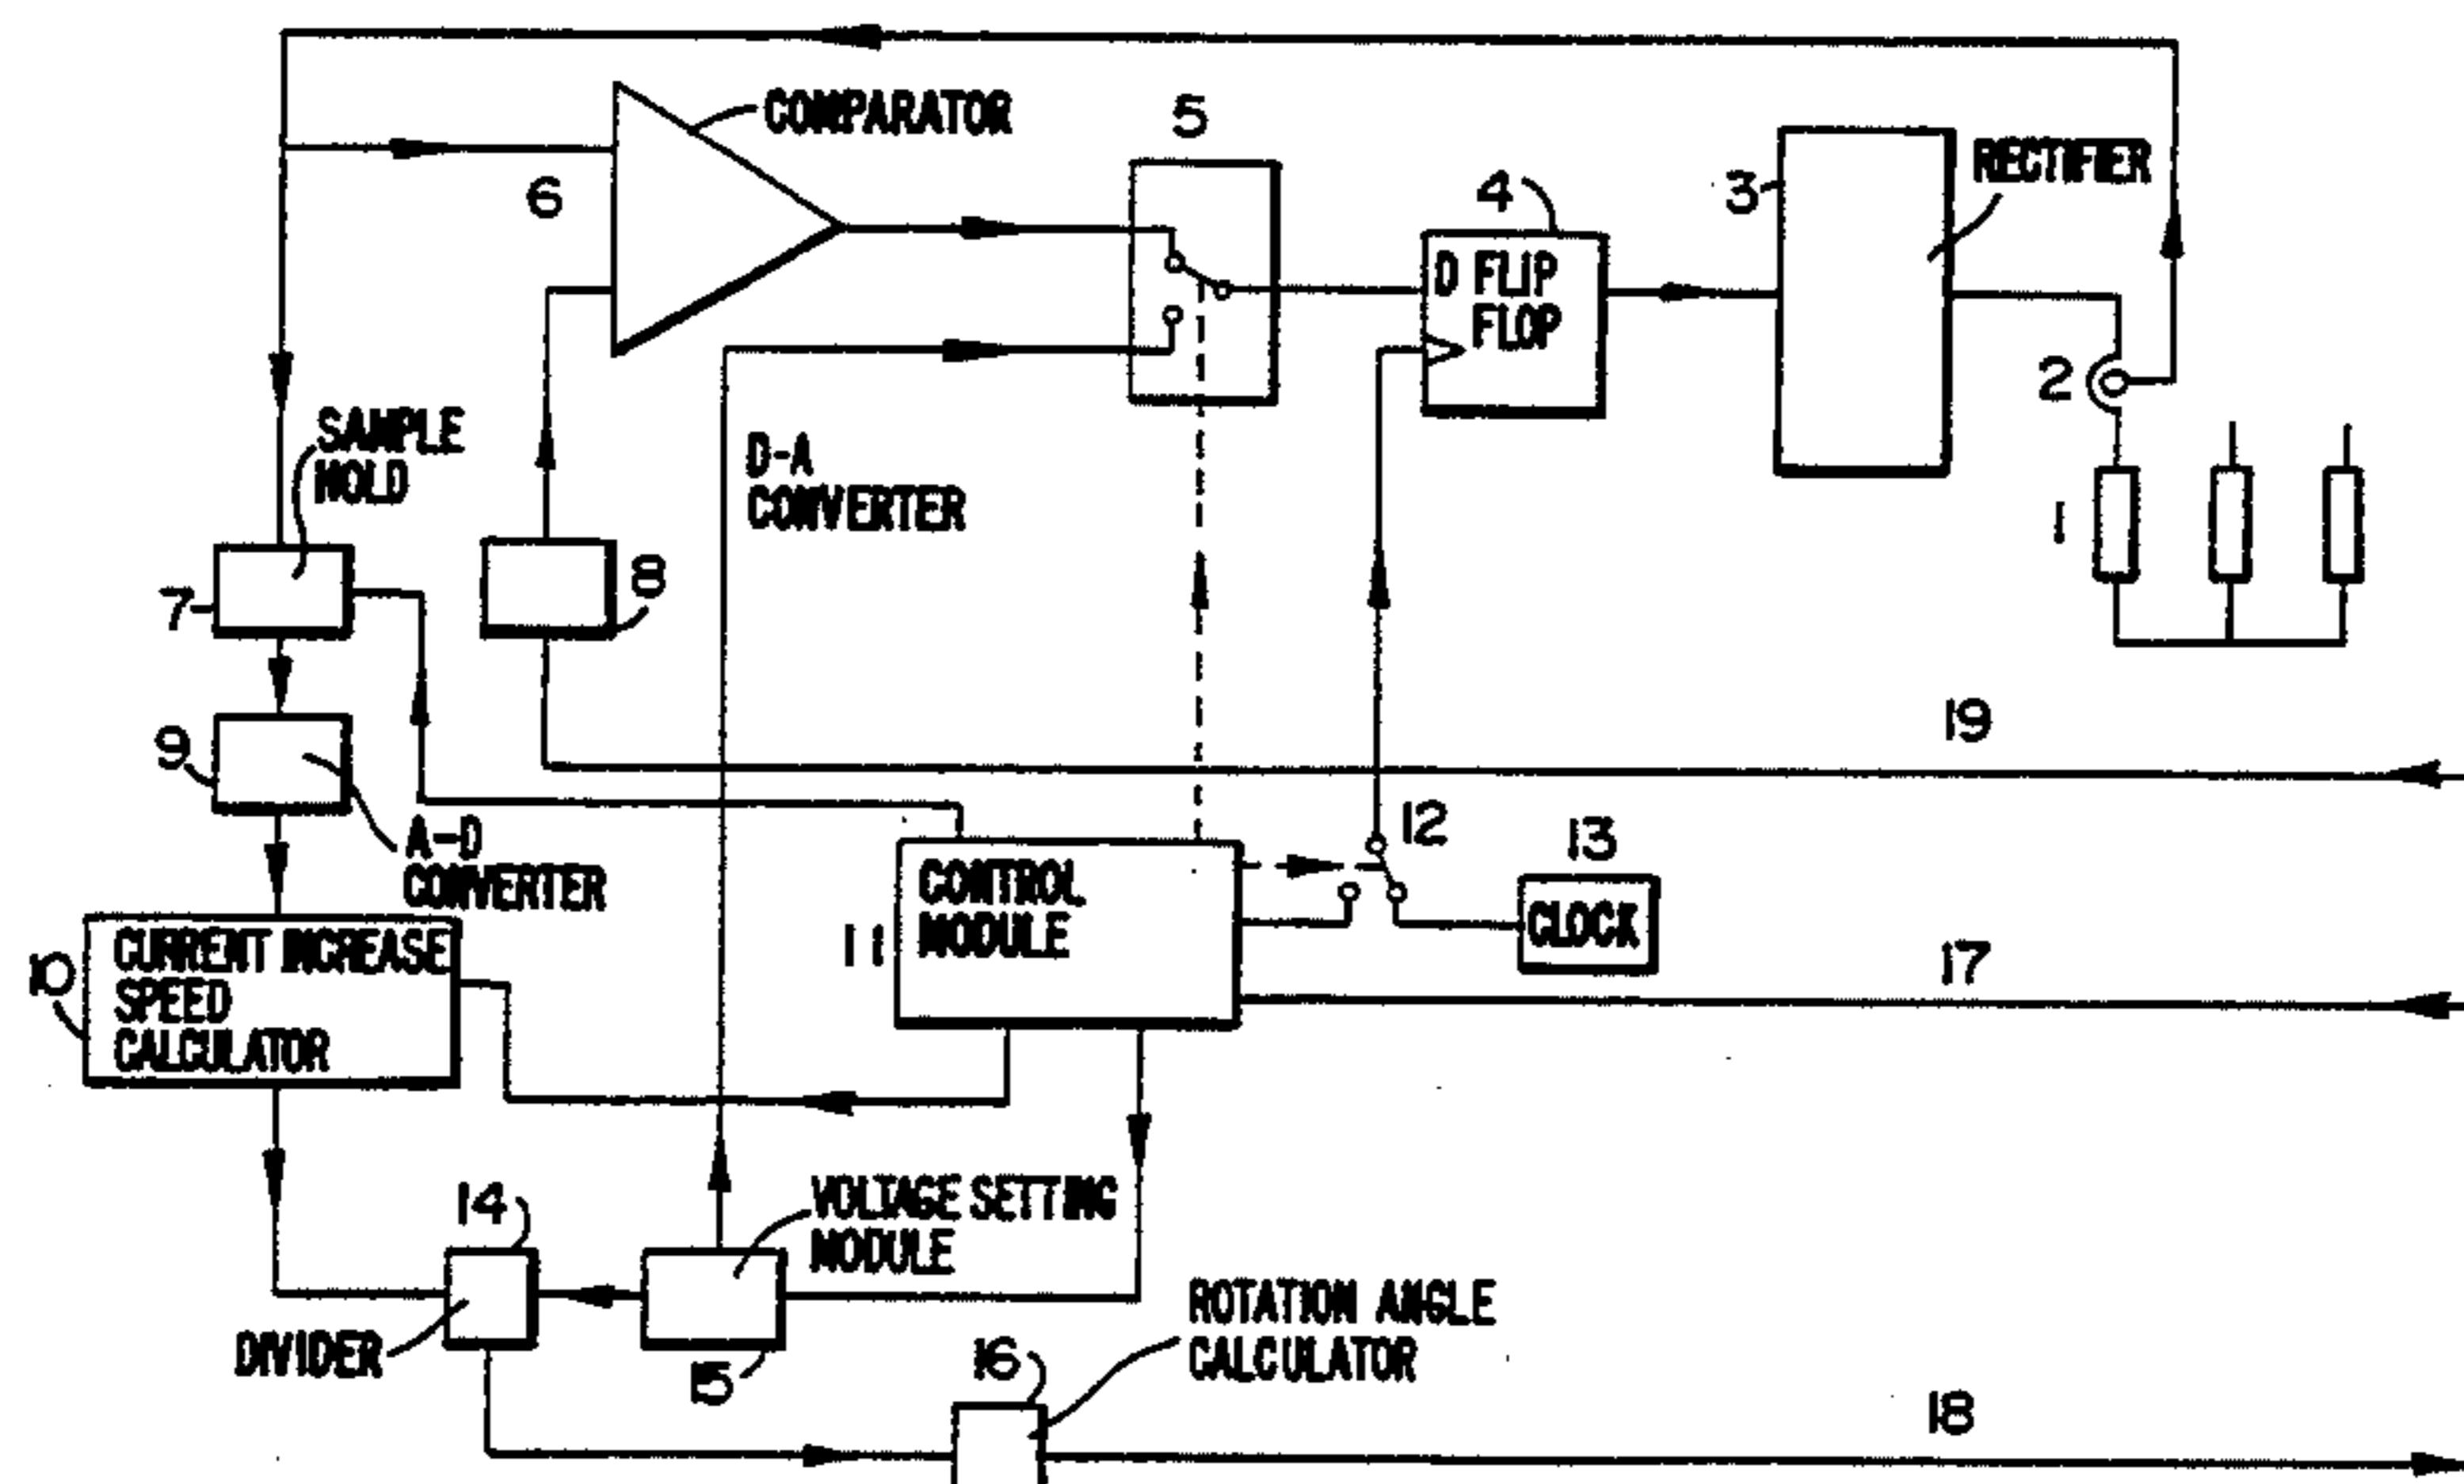 COMPARATOR
5
RECTIFIER
6
4
3
D FLIP
FLOP
2
SAMPLE
HOLD
D-A
CONVERTER
1
7
8
19
9
12
13
A-D
CONVERTER
CONTROL
MODULE
CLOCK
11
17
10
CURRENT INCREASE
SPEED
CALCULATOR
14
VOLTAGE SETTING
MODULE
DIVIDER
15
ROTATION ANGLE
CALCULATOR
16
18